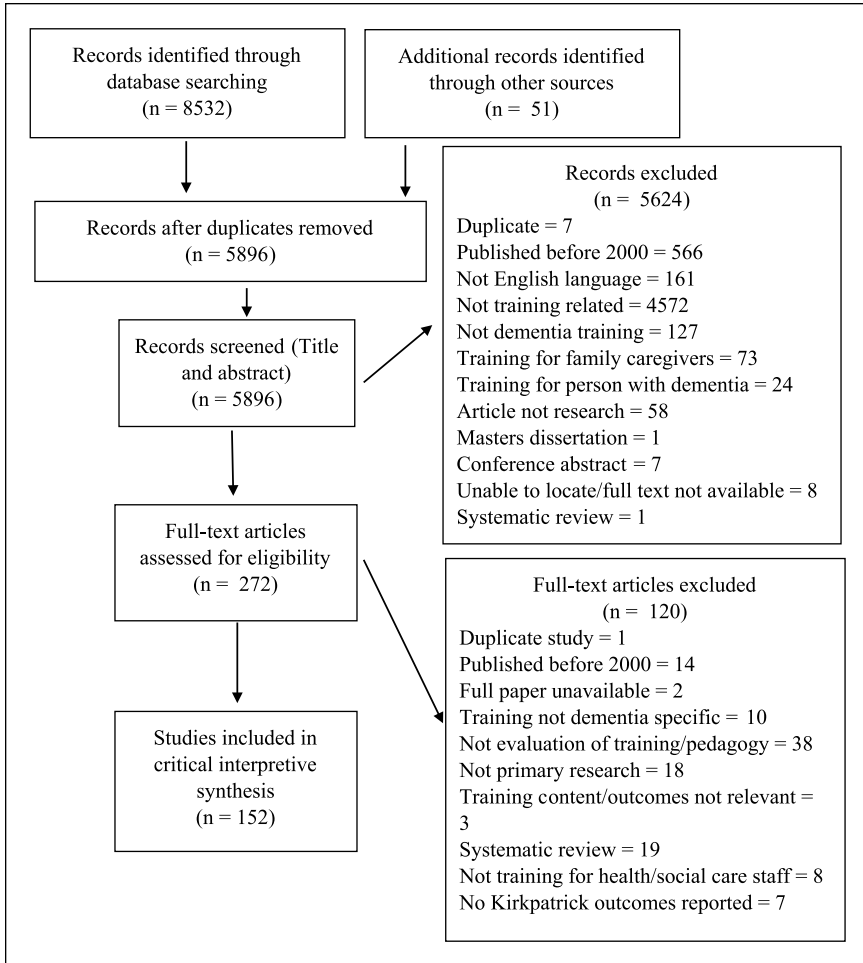 Records identified through
database searching
(n = 8532)
Additional records identified
through other sources
(n = 51)
Records after duplicates removed
(n = 5896)
Records excluded
(n = 5624)
Duplicate = 7
Published before 2000 = 566
Not English language = 161
Not training related = 4572
Not dementia training = 127
Training for family caregivers = 73
Training for person with dementia = 24
Article not research = 58
Masters dissertation = 1
Conference abstract = 7
Unable to locate/full text not available = 8
Systematic review = 1
Records screened (Title
and abstract)
(n = 5896)
Full-text articles
assessed for eligibility
(n = 272)
Full-text articles excluded
(n = 120)
Duplicate study = 1
Published before 2000 = 14
Full paper unavailable = 2
Training not dementia specific = 10
Not evaluation of training/pedagogy = 38
Not primary research = 18
Training content/outcomes not relevant =
3
Systematic review = 19
Not training for health/social care staff = 8
No Kirkpatrick outcomes reported = 7
Studies included in
critical interpretive
synthesis
(n = 152)